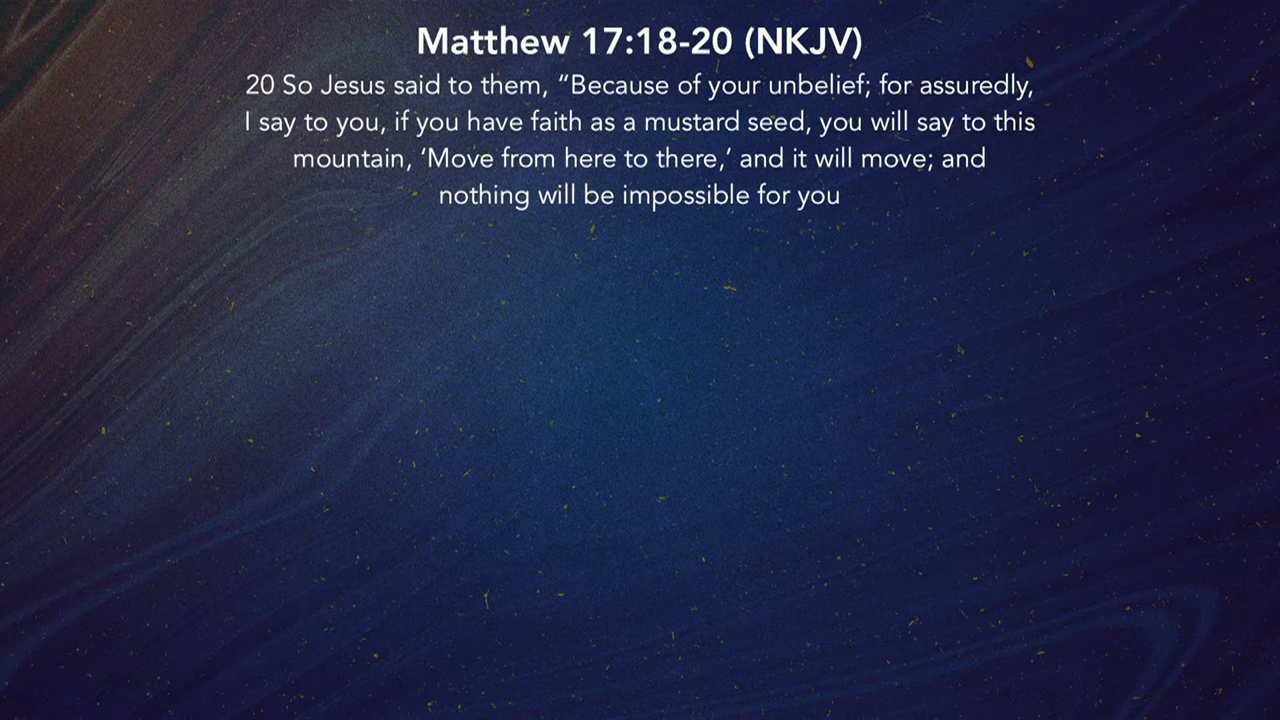 Matthew 17:18-20 (NKJV)
20 So Jesus said to them, “Because of your unbelief; for assuredly,
I say to you, if you have faith as a mustard seed, you will say to this
mountain, ‘Move from here to there,’ and it will move; and
nothing will be impossible for you